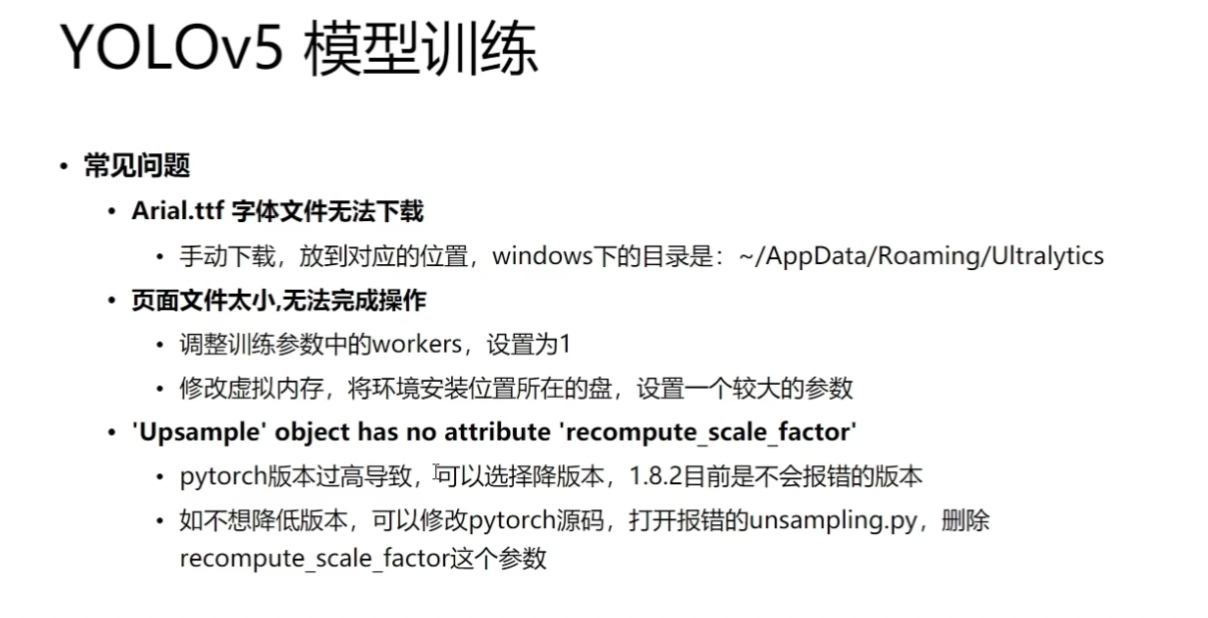 YOLOv5 模型训练
• 常见问题
• Arial.ttf 字体文件无法下载
• 手动下载，放到对应的位置，windows下的目录是：~/AppData/Roaming/Ultralytics
• 页面文件太小,无法完成操作
• 调整训练参数中的workers，设置为1
• 修改虚拟内存，将环境安装位置所在的盘，设置一个较大的参数
• 'Upsample' object has no attribute 'recompute_scale_factor'
• pytorch版本过高导致，可以选择降版本，1.8.2目前是不会报错的版本
• 如不想降低版本，可以修改pytorch源码，打开报错的unsampling.py，删除
recompute_scale_factor这个参数